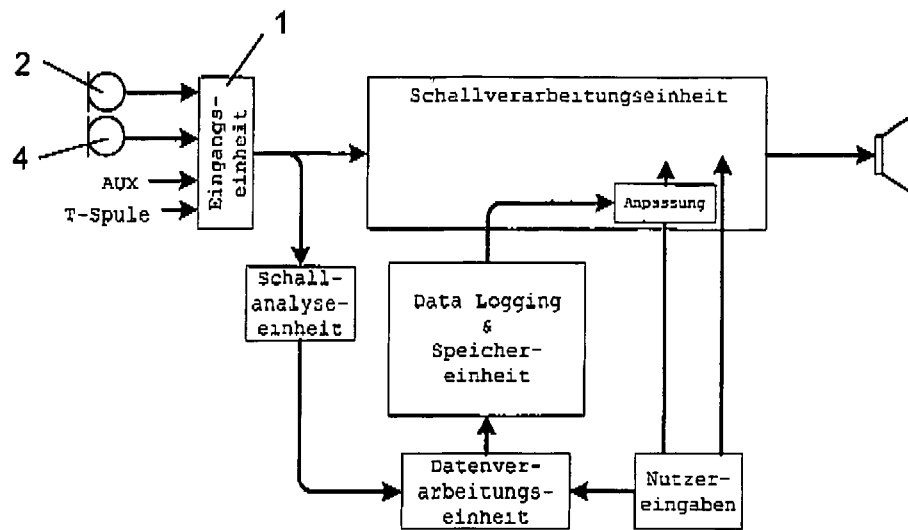 1
2
4
AUX
T-Spule
Eingangs-
einheit
Schallverarbeitungseinheit
Anpassung
Schall-
analyse-
einheit
Data Logging
&
Speicher-
einheit
Datenver-
arbeitungs-
einheit
Nutzer-
eingaben